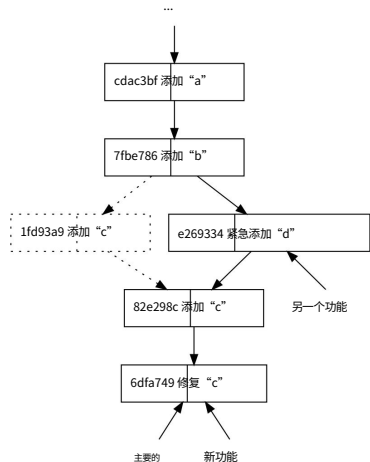 ...
cdac3bf 添加“a”
7fbe786 添加“b”
1fd93a9 添加“c”
e269334 紧急添加“d”
82e298c 添加“c”
另一个功能
6dfa749 修复“c”
主要的
新功能